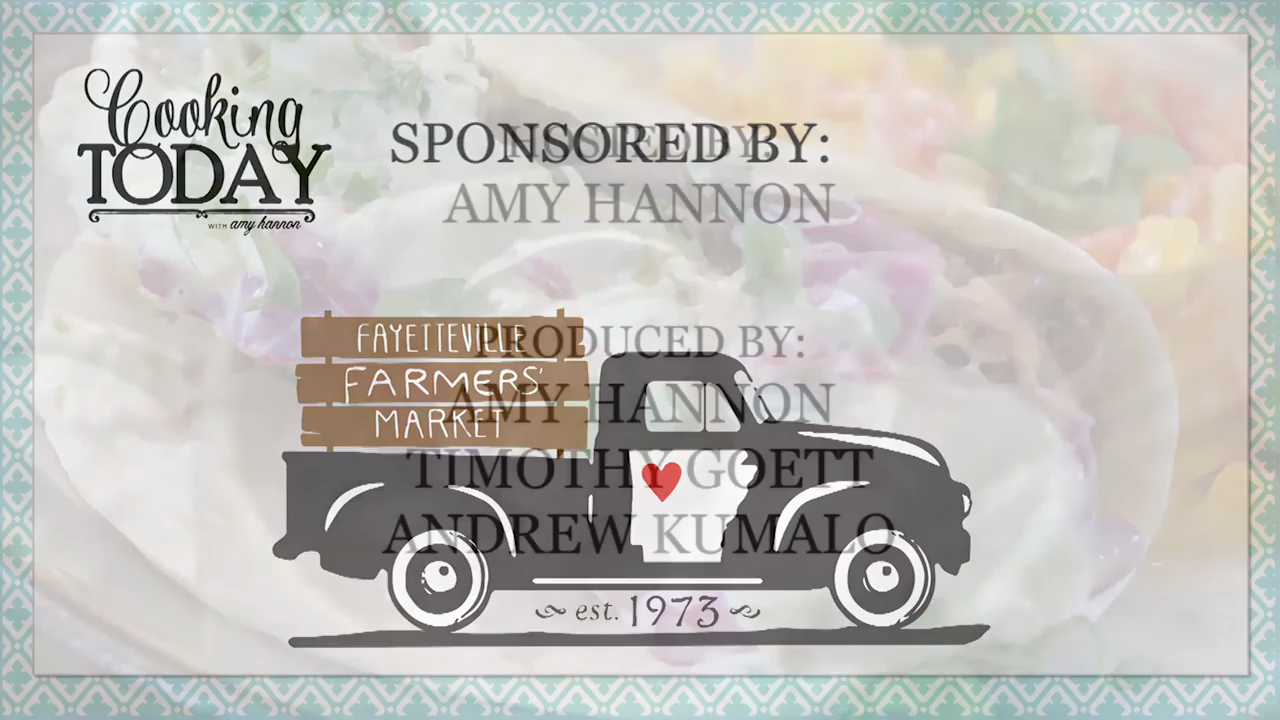 Cooking
TODAY
WITH amy hannon
SPONSORED BY:
AMY HANNON
PRODUCED BY:
AMY HANNON
TIMOTHY GOETT
ANDREW KUMALO
FAYETTEVILLE
FARMERS'
MARKET
est. 1973